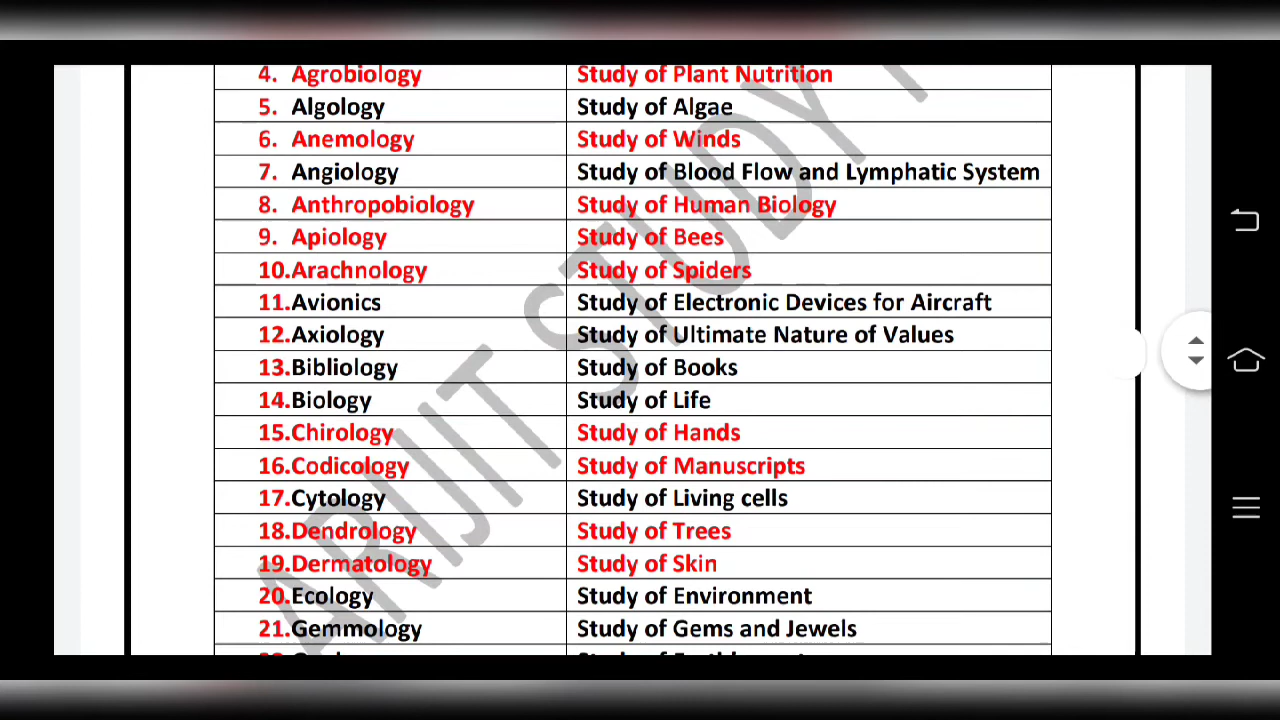 4. Agrobiology Study of Plant Nutrition
5. Algology Study of Algae
6. Anemology Study of Winds
7. Angiology Study of Blood Flow and Lymphatic System
8. Anthropobiology Study of Human Biology
9. Apiology Study of Bees
10.Arachnology Study of Spiders
11.Avionics Study of Electronic Devices for Aircraft
12.Axiology Study of Ultimate Nature of Values
13.Bibliology Study of Books
14.Biology Study of Life
15.Chirology Study of Hands
16.Codicology Study of Manuscripts
17.Cytology Study of Living cells
18.Dendrology Study of Trees
19.Dermatology Study of Skin
20.Ecology Study of Environment
21.Gemmology Study of Gems and Jewels
ARIJIT STUDY